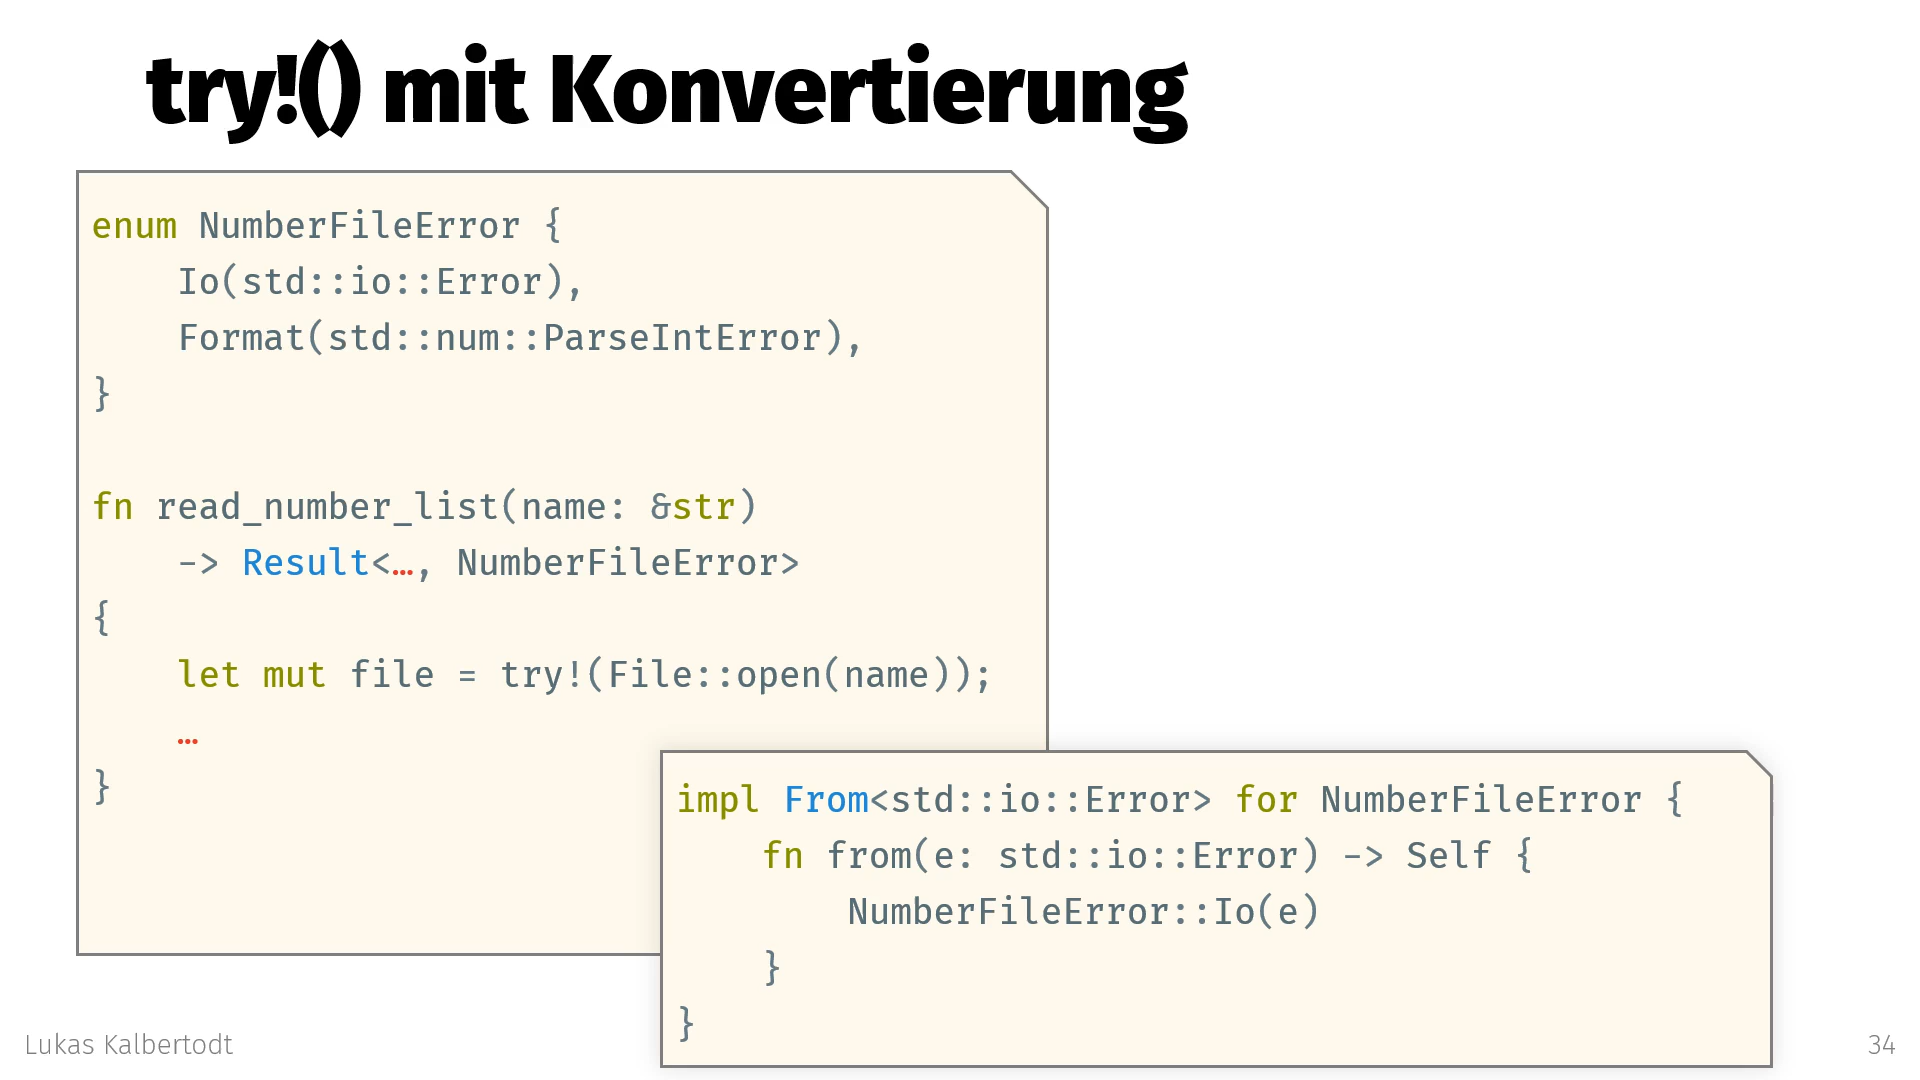 try!() mit Konvertierung
enum NumberFileError {
    Io(std::io::Error),
    Format(std::num::ParseIntError),
}
fn read_number_list(name: &str)
    -> Result<…, NumberFileError>
{
    let mut file = try!(File::open(name));
    …
}
impl From<std::io::Error> for NumberFileError {
    fn from(e: std::io::Error) -> Self {
        NumberFileError::Io(e)
    }
}
Lukas Kalbertodt
34